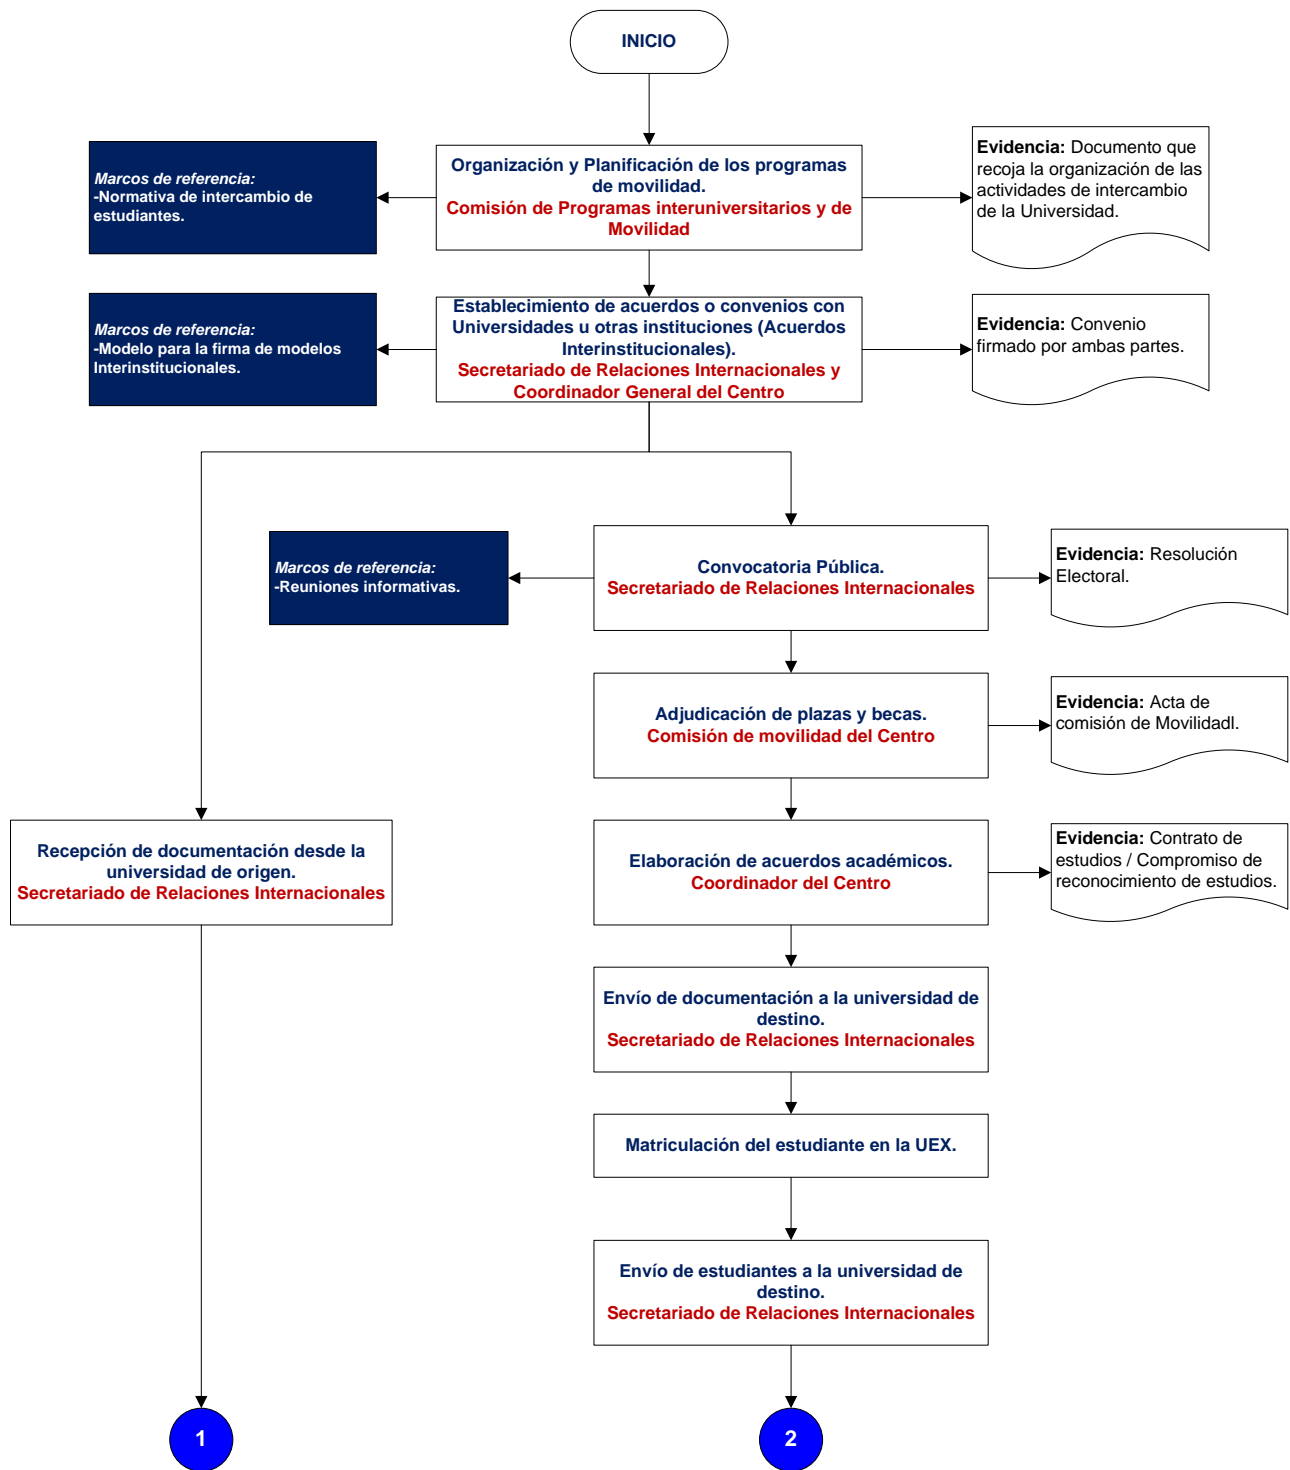 INICIO
Marcos de referencia:
-Normativa de intercambio de
estudiantes.
Organización y Planificación de los programas
de movilidad.
Comisión de Programas interuniversitarios y de
Movilidad
Evidencia: Documento que
recoja la organización de las
actividades de intercambio
de la Universidad.
Marcos de referencia:
-Modelo para la firma de modelos
Interinstitucionales.
Establecimiento de acuerdos o convenios con
Universidades u otras instituciones (Acuerdos
Interinstitucionales).
Secretariado de Relaciones Internacionales y
Coordinador General del Centro
Evidencia: Convenio
firmado por ambas partes.
Marcos de referencia:
-Reuniones informativas.
Convocatoria Pública.
Secretariado de Relaciones Internacionales
Evidencia: Resolución
Electoral.
Adjudicación de plazas y becas.
Comisión de movilidad del Centro
Evidencia: Acta de
comisión de Movilidadl.
Recepción de documentación desde la
universidad de origen.
Secretariado de Relaciones Internacionales
Elaboración de acuerdos académicos.
Coordinador del Centro
Evidencia: Contrato de
estudios / Compromiso de
reconocimiento de estudios.
Envío de documentación a la universidad de
destino.
Secretariado de Relaciones Internacionales
Matriculación del estudiante en la UEX.
Envío de estudiantes a la universidad de
destino.
Secretariado de Relaciones Internacionales
1
2